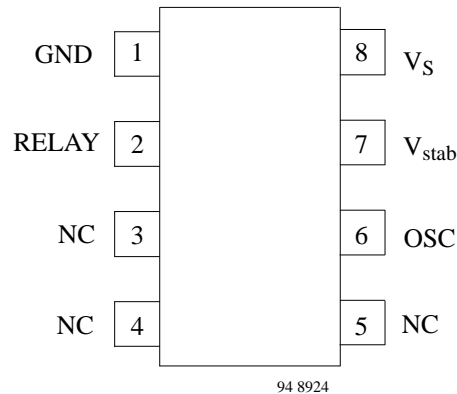 GND 1 8 VS
RELAY 2 7 Vstab
NC 3 6 OSC
NC 4 5 NC
94 8924